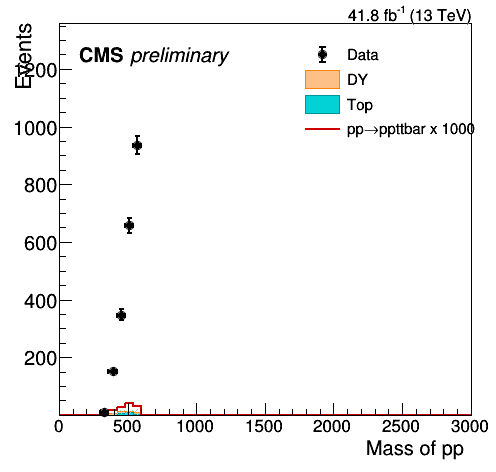 41.8 fb⁻¹ (13 TeV)
Events
CMS preliminary
Data
DY
Top
pp→ppttbar x 1000
200
1000
800
600
400
200
0 500 1000 1500 2000 2500 3000
Mass of pp